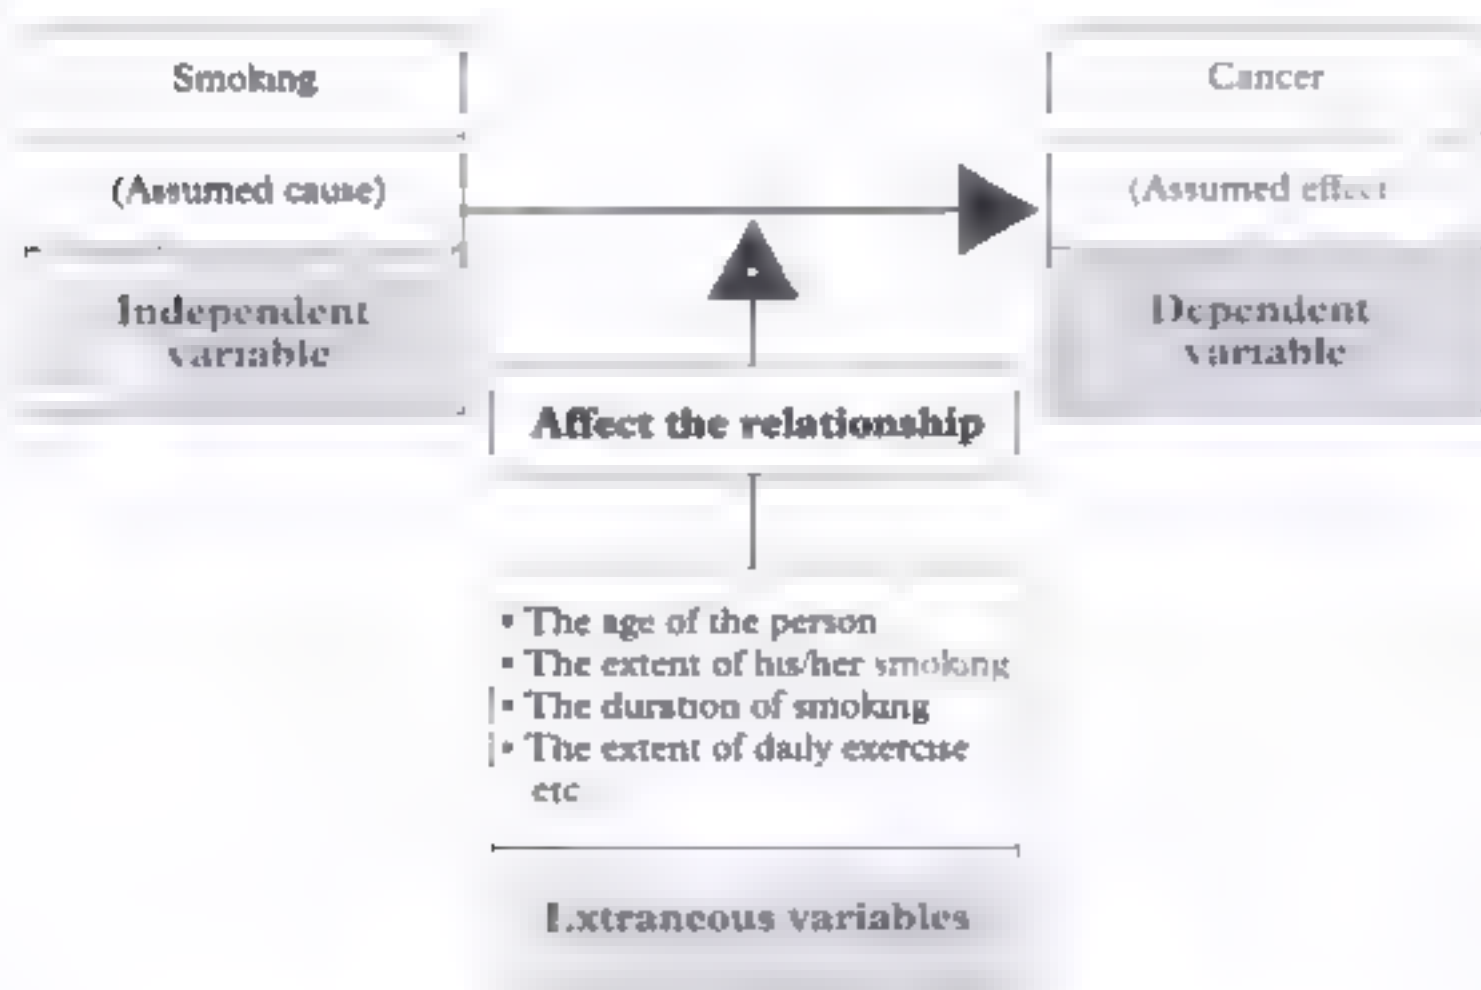 Smoking
(Assumed cause)
Independent
variable
Cancer
(Assumed effect
Dependent
variable
Affect the relationship
• The age of the person
• The extent of his/her smoking
• The duration of smoking
• The extent of daily exercise
etc
Extraneous variables